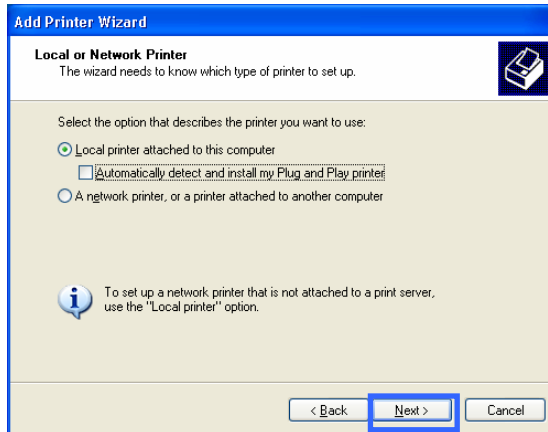 Add Printer Wizard
Local or Network Printer
The wizard needs to know which type of printer to set up.
Select the option that describes the printer you want to use:
Local printer attached to this computer
Automatically detect and install my Plug and Play printer
A network printer, or a printer attached to another computer
To set up a network printer that is not attached to a print server,
use the "Local printer" option.
< Back Next > Cancel